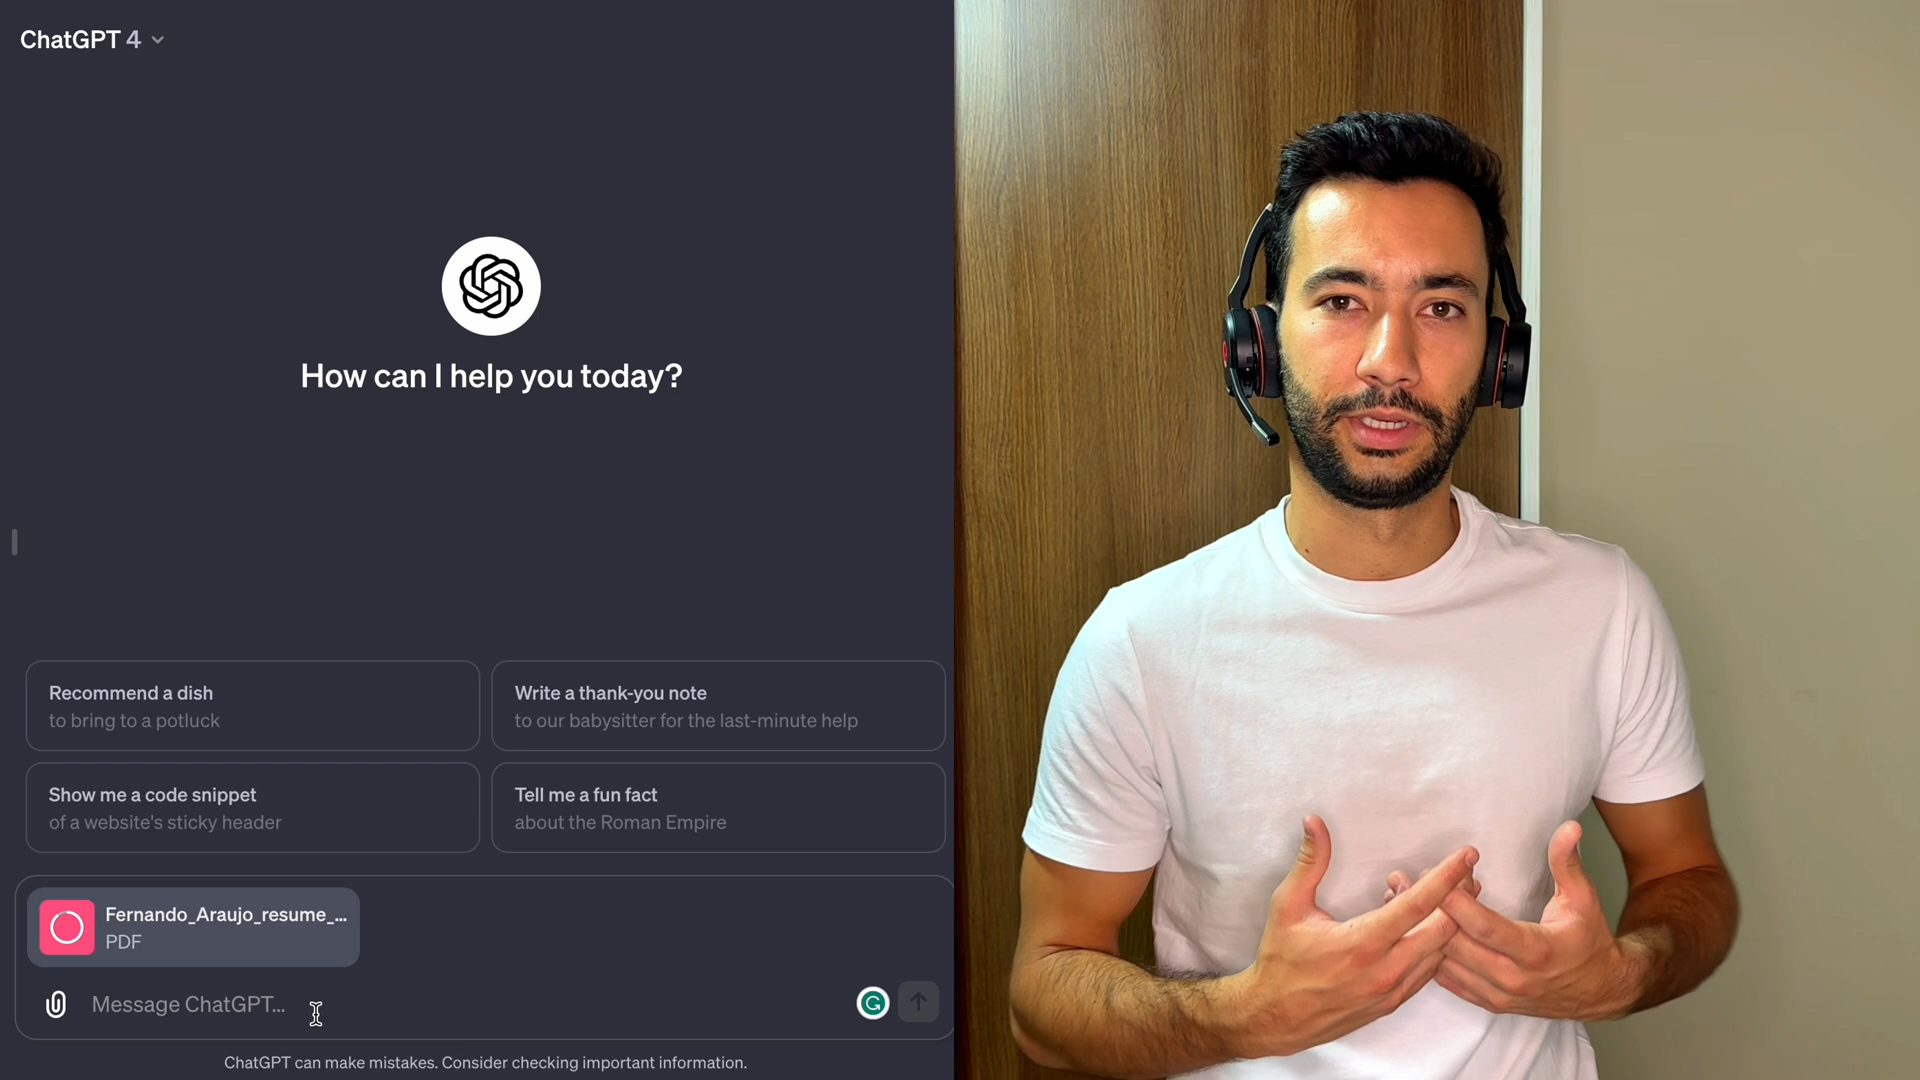 ChatGPT 4
How can I help you today?
Recommend a dish
to bring to a potluck
Write a thank-you note
to our babysitter for the last-minute help
Show me a code snippet
of a website's sticky header
Tell me a fun fact
about the Roman Empire
Fernando_Araujo_resume_...
PDF
Message ChatGPT...
ChatGPT can make mistakes. Consider checking important information.